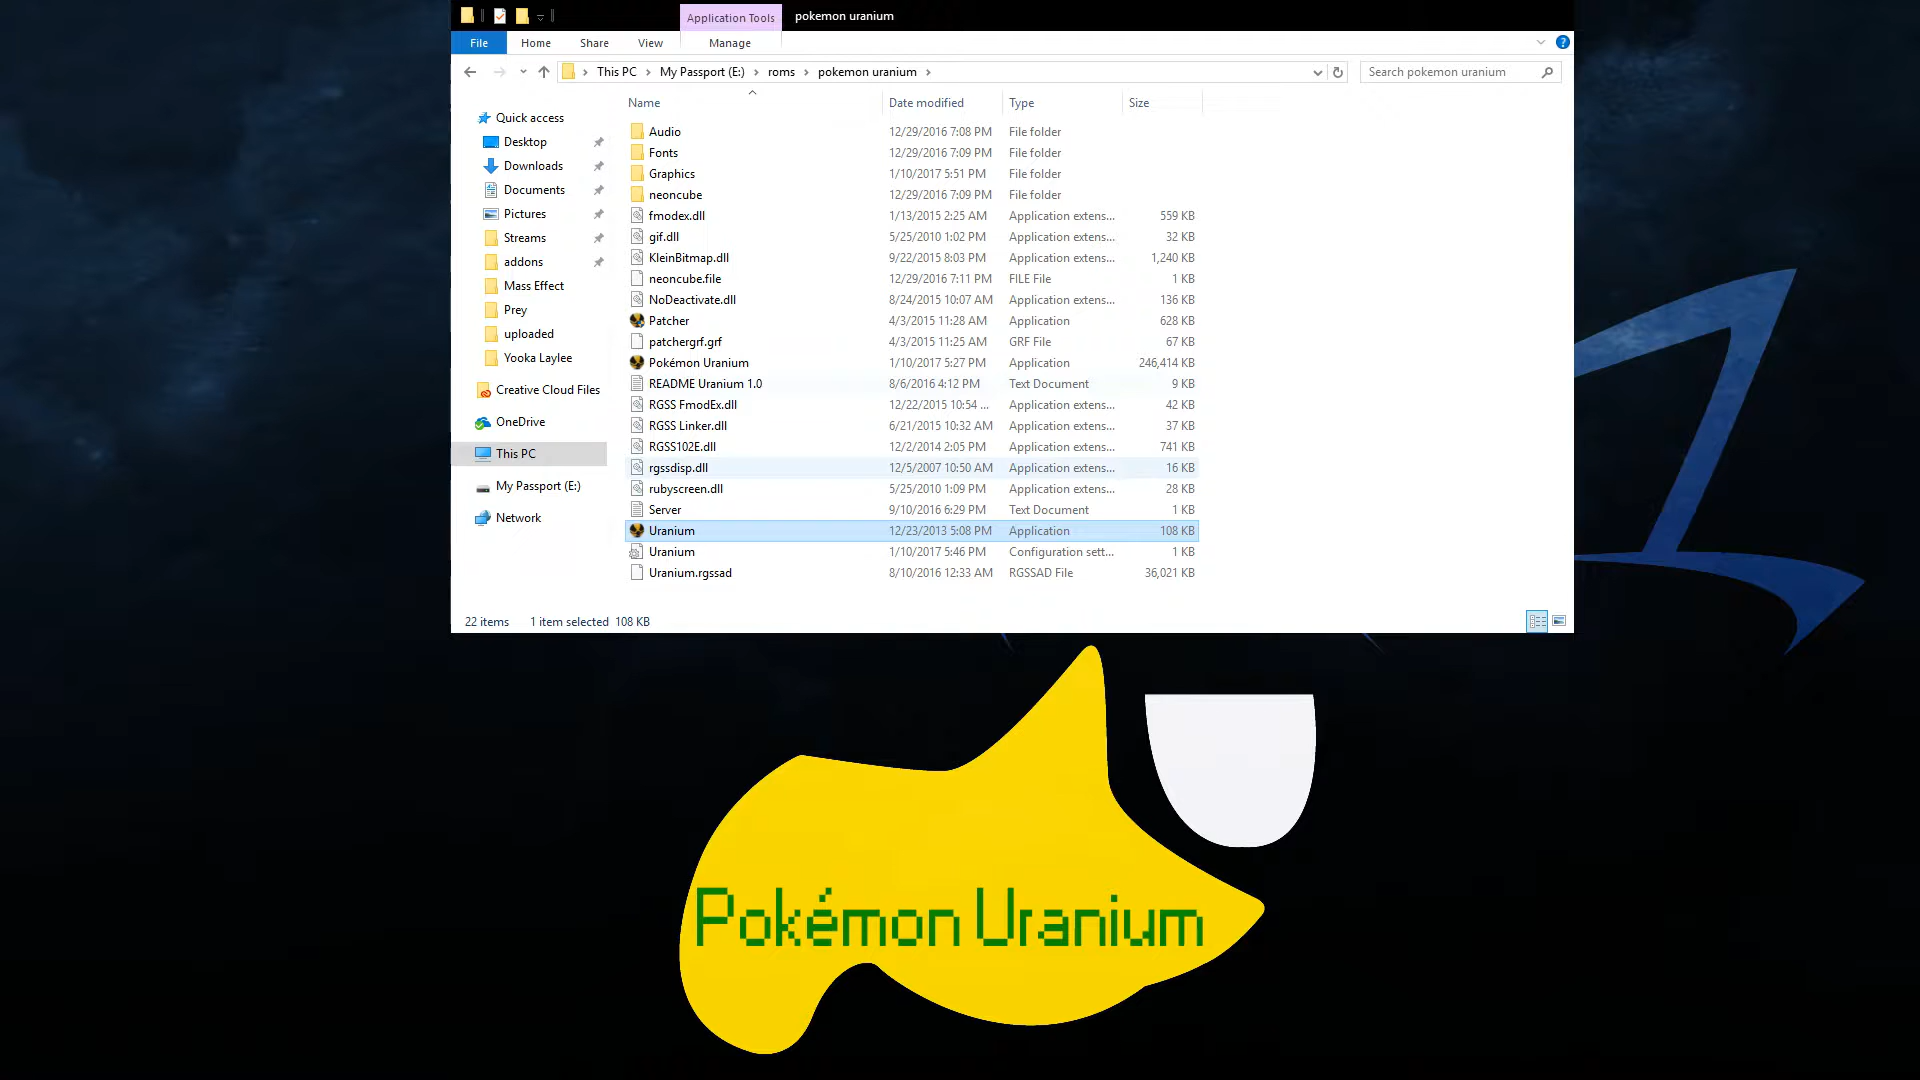 Application Tools pokemon uranium
File Home Share View Manage
This PC My Passport (E:) roms pokemon uranium Search pokemon uranium
Name Date modified Type Size
Quick access
Desktop
Downloads
Documents
Pictures
Streams
addons
Mass Effect
Prey
uploaded
Yooka Laylee
Creative Cloud Files
OneDrive
This PC
My Passport (E:)
Network
Audio 12/29/2016 7:08 PM File folder
Fonts 12/29/2016 7:09 PM File folder
Graphics 1/10/2017 5:51 PM File folder
neoncube 12/29/2016 7:09 PM File folder
fmodex.dll 1/13/2015 2:25 AM Application extens... 559 KB
gif.dll 5/25/2010 1:02 PM Application extens... 32 KB
KleinBitmap.dll 9/22/2015 8:03 PM Application extens... 1,240 KB
neoncube.file 12/29/2016 7:11 PM FILE File 1 KB
NoDeactivate.dll 8/24/2015 10:07 AM Application extens... 136 KB
Patcher 4/3/2015 11:28 AM Application 628 KB
patchergrf.grf 4/3/2015 11:25 AM GRF File 67 KB
Pokémon Uranium 1/10/2017 5:27 PM Application 246,414 KB
README Uranium 1.0 8/6/2016 4:12 PM Text Document 9 KB
RGSS FmodEx.dll 12/22/2015 10:54 ... Application extens... 42 KB
RGSS Linker.dll 6/21/2015 10:32 AM Application extens... 37 KB
RGSS102E.dll 12/2/2014 2:05 PM Application extens... 741 KB
rgssdisp.dll 12/5/2007 10:50 AM Application extens... 16 KB
rubyscreen.dll 5/25/2010 1:09 PM Application extens... 28 KB
Server 9/10/2016 6:29 PM Text Document 1 KB
Uranium 12/23/2013 5:08 PM Application 108 KB
Uranium 1/10/2017 5:46 PM Configuration sett... 1 KB
Uranium.rgssad 8/10/2016 12:33 AM RGSSAD File 36,021 KB
22 items 1 item selected 108 KB
Pokémon Uranium